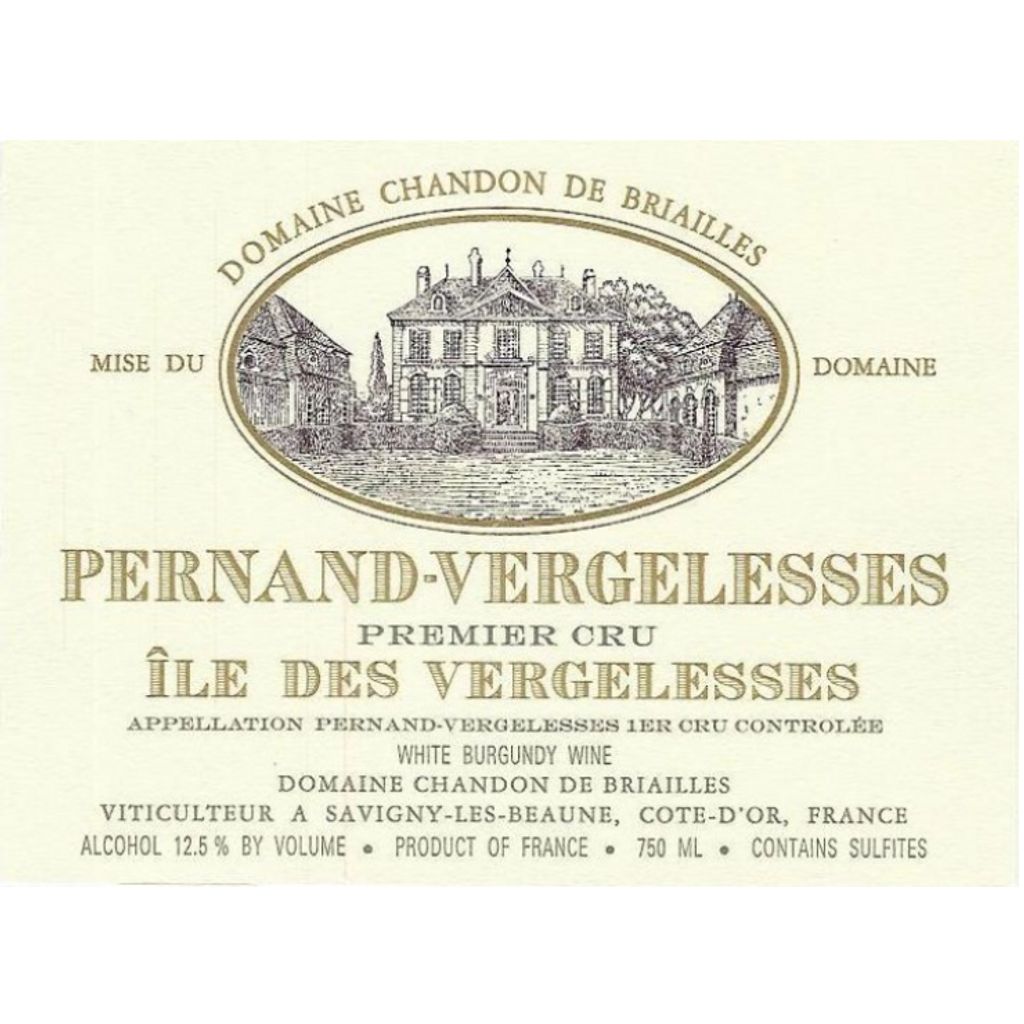 DOMAINE CHANDON DE BRIAILLES
MISE DU DOMAINE
PERNAND-VERGELESSES
PREMIER CRU
ÎLE DES VERGELESSES
APPELLATION PERNAND-VERGELESSES 1ER CRU CONTROLÉE
WHITE BURGUNDY WINE
DOMAINE CHANDON DE BRIAILLES
VITICULTEUR A SAVIGNY-LES-BEAUNE, COTE-D'OR, FRANCE
ALCOHOL 12.5 % BY VOLUME • PRODUCT OF FRANCE • 750 ML • CONTAINS SULFITES